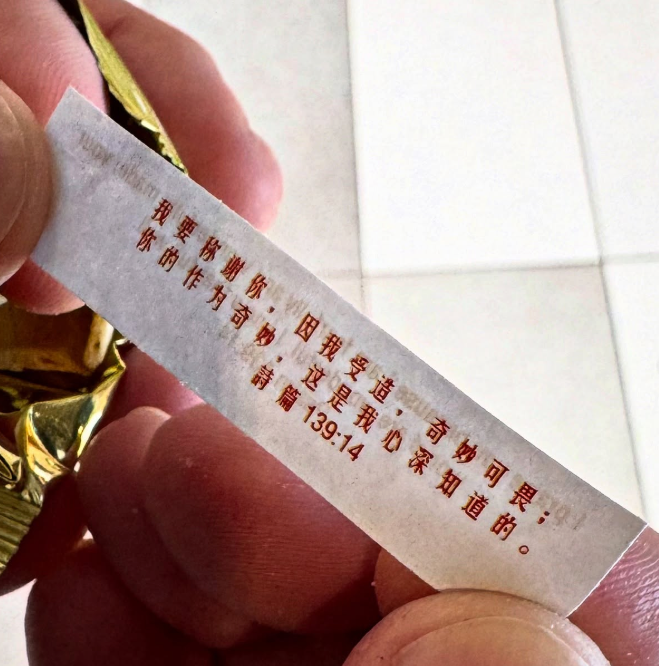 我要称谢你，因我受造，奇妙可畏；
你的作为奇妙，这是我心深知道的。
詩篇 139:14